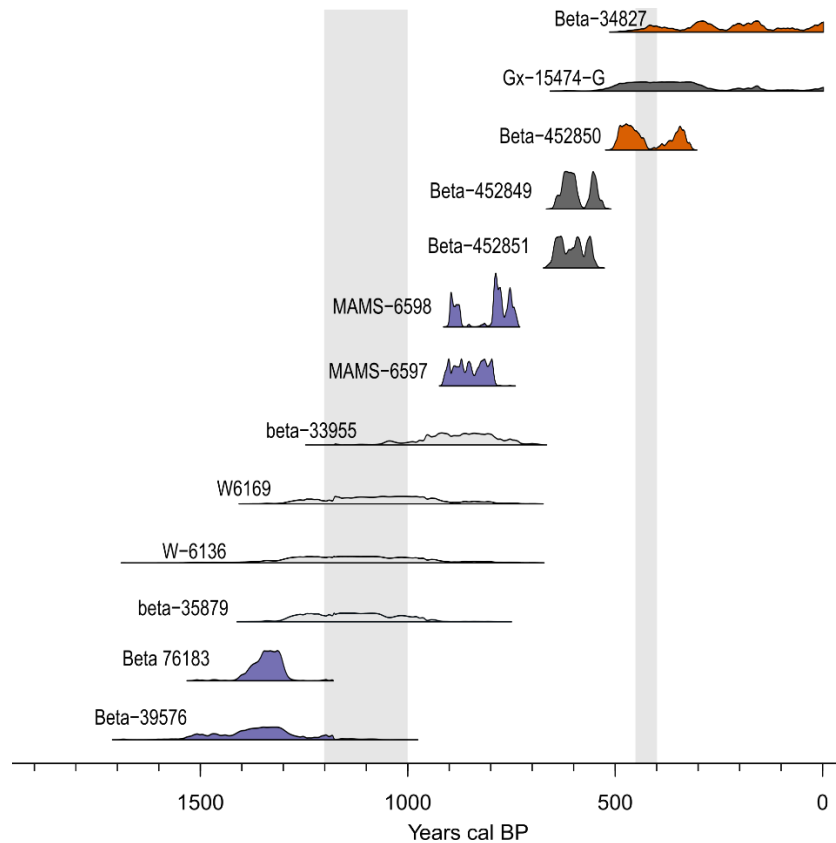 Beta−34827
Gx−15474−G
Beta−452850
Beta−452849
Beta−452851
MAMS−6598
MAMS−6597
beta−33955
W6169
W−6136
beta−35879
Beta 76183
Beta−39576
1500 1000 500 0
Years cal BP